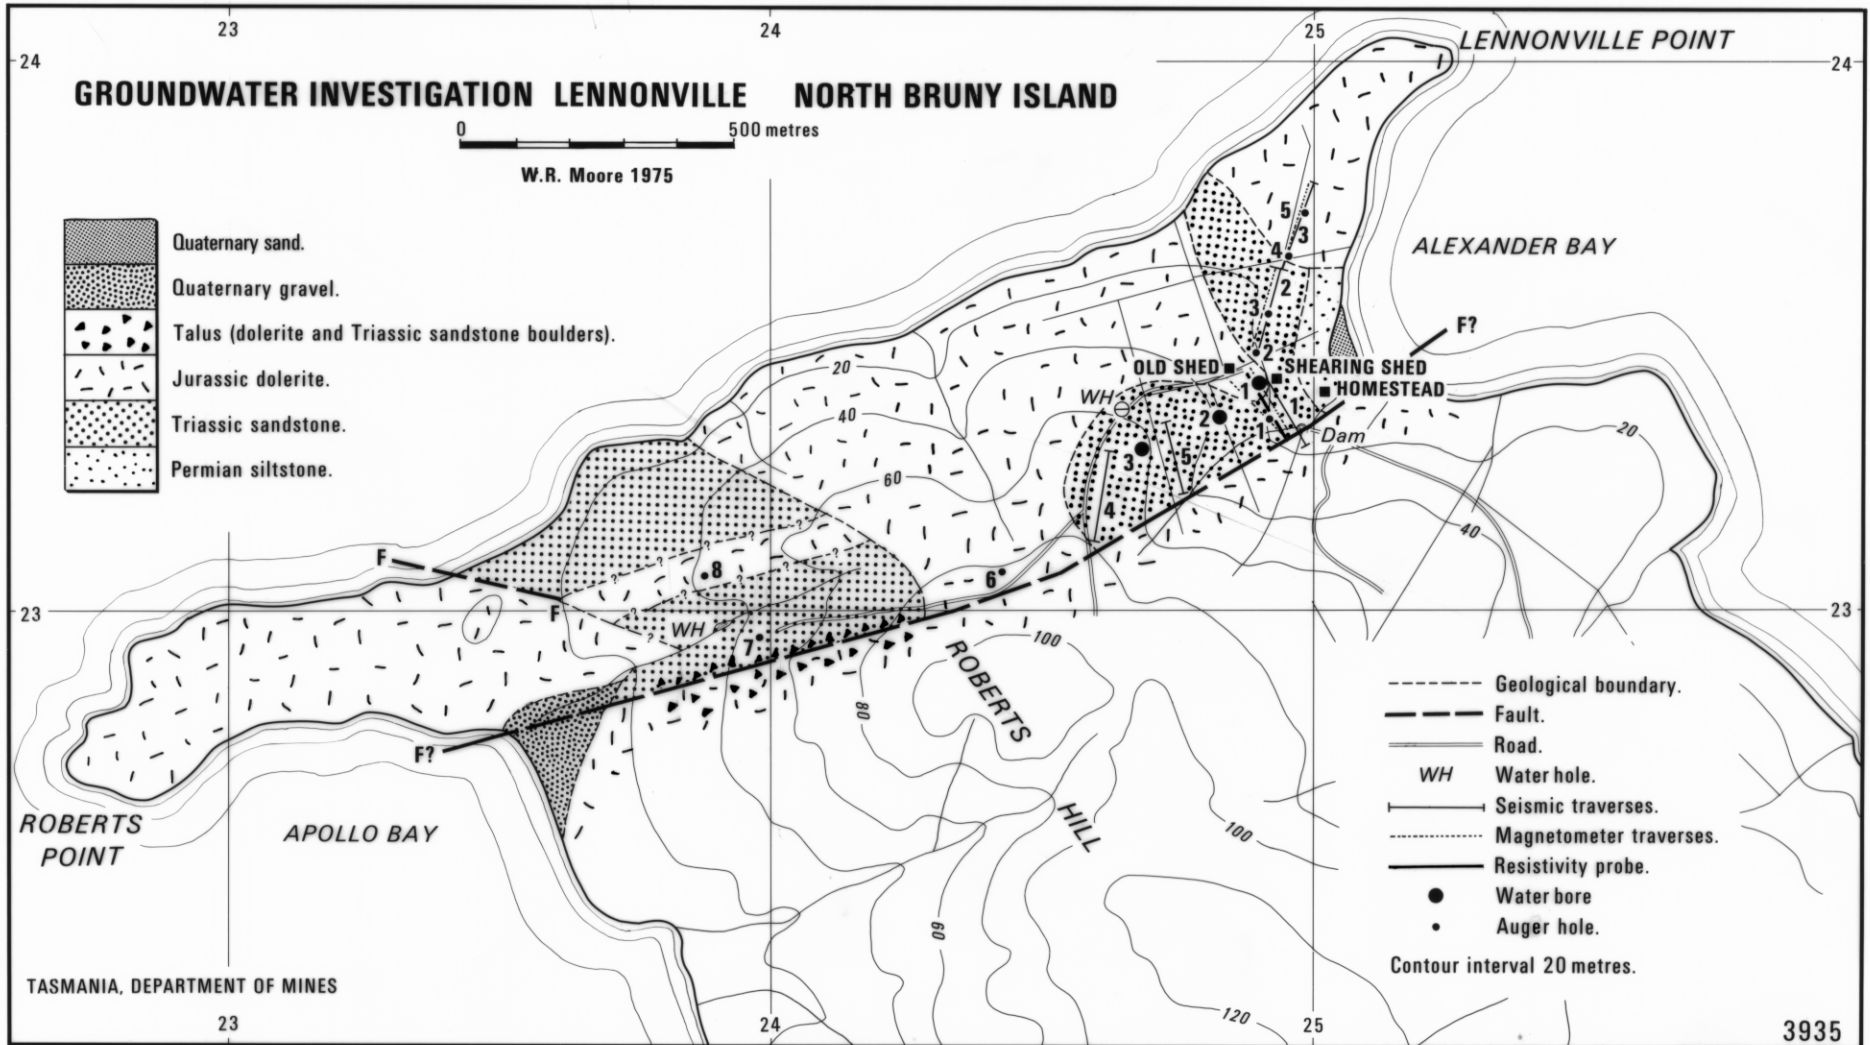 23 24 25
LENNONVILLE POINT
24 24
GROUNDWATER INVESTIGATION LENNONVILLE NORTH BRUNY ISLAND
0 500 metres
W.R. Moore 1975
Quaternary sand.
Quaternary gravel.
Talus (dolerite and Triassic sandstone boulders).
Jurassic dolerite.
Triassic sandstone.
Permian siltstone.
5
3
4
ALEXANDER BAY
2
3
F?
2
OLD SHED
SHEARING SHED
20
HOMESTEAD
1
1
WH
40
2
1
Dam
20
3
5
60
4
40
F
8
6
F
23 23
WH
7
100
ROBERTS
HILL
80
F?
Geological boundary.
Fault.
Road.
WH Water hole.
Seismic traverses.
Magnetometer traverses.
Resistivity probe.
Water bore
Auger hole.
Contour interval 20 metres.
ROBERTS
POINT
APOLLO BAY
100
60
120
TASMANIA, DEPARTMENT OF MINES
23 24 25
3935